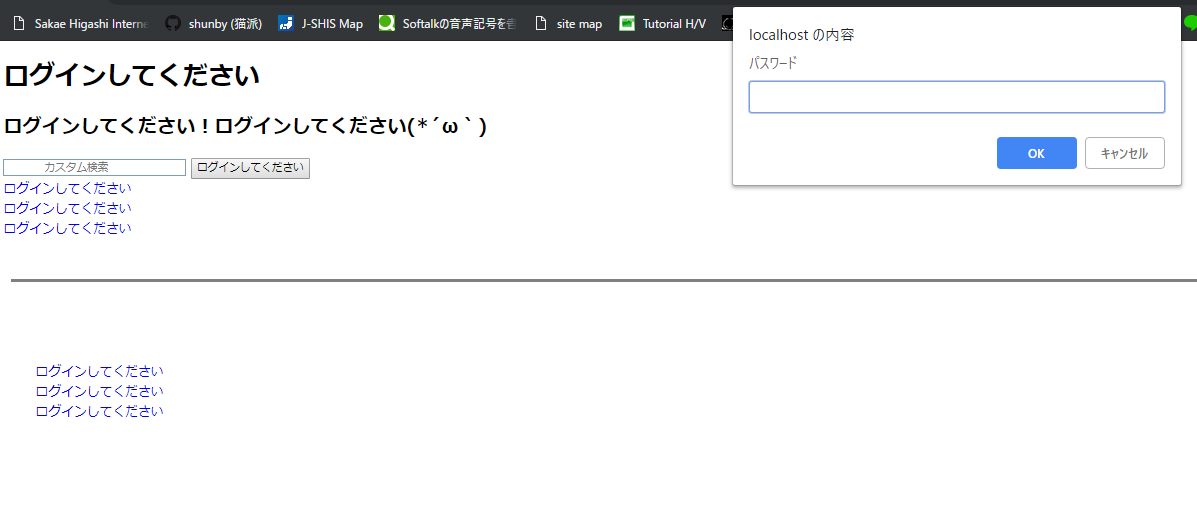 Sakae Higashi Interne
shunby (猫派)
J-SHIS Map
Softalkの音声記号を
site map
Tutorial H/V
localhost の内容
パスワード
OK
キャンセル
ログインしてください
ログインしてください！ログインしてください(*´ω｀)
カスタム検索
ログインしてください
ログインしてください
ログインしてください
ログインしてください
ログインしてください
ログインしてください
ログインしてください